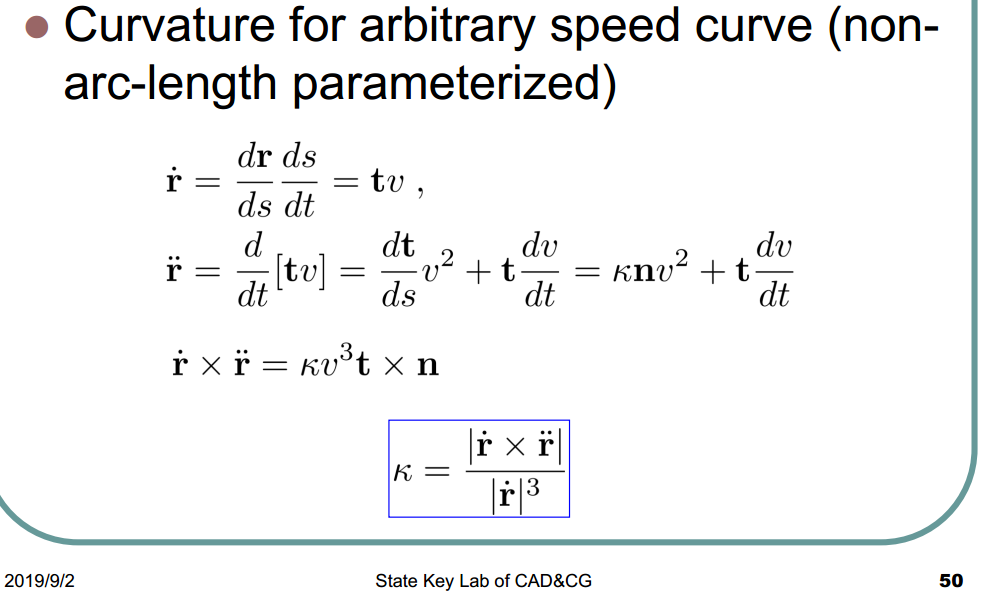 ● Curvature for arbitrary speed curve (non-
arc-length parameterized)
$\dot{\mathbf{r}} = \frac{d\mathbf{r}}{ds}\frac{ds}{dt} = \mathbf{t}v\,,$
$\ddot{\mathbf{r}} = \frac{d}{dt}[\mathbf{t}v] = \frac{d\mathbf{t}}{ds}v^2 + \mathbf{t}\frac{dv}{dt} = \kappa\mathbf{n}v^2 + \mathbf{t}\frac{dv}{dt}$
$\dot{\mathbf{r}} \times \ddot{\mathbf{r}} = \kappa v^3 \mathbf{t} \times \mathbf{n}$
$\kappa = \frac{|\dot{\mathbf{r}} \times \ddot{\mathbf{r}}|}{|\dot{\mathbf{r}}|^3}$
2019/9/2 State Key Lab of CAD&CG 50